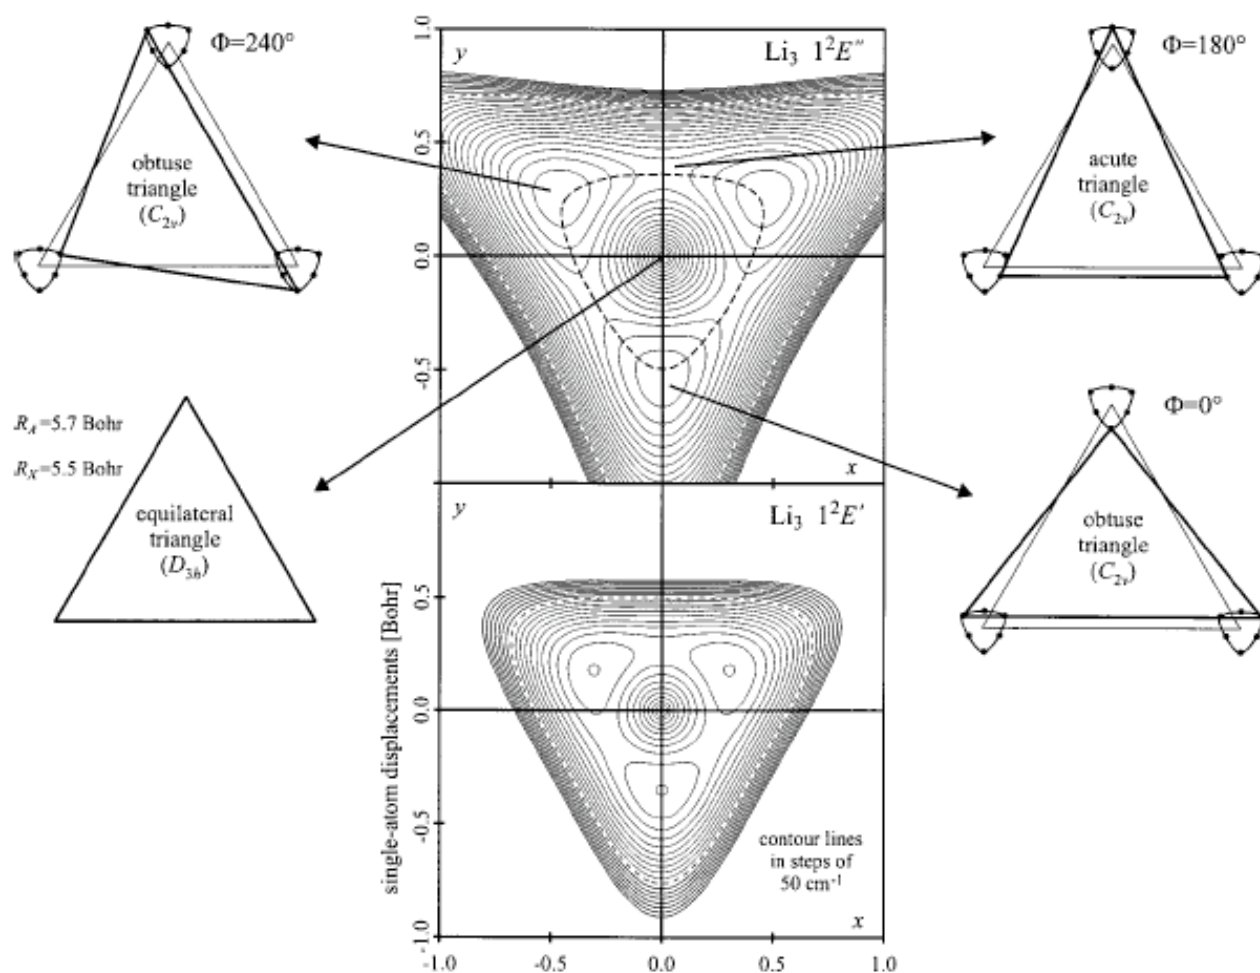 Φ=240°
obtuse
triangle
(C2v)
1.0
0.5
0.0
-0.5
y
Li3 1²E″
x
Φ=180°
acute
triangle
(C2v)
RA=5.7 Bohr
RX=5.5 Bohr
equilateral
triangle
(D3h)
Φ=0°
obtuse
triangle
(C2v)
single-atom displacements [Bohr]
0.5
0.0
-0.5
-1.0
y
Li3 1²E′
contour lines
in steps of
50 cm-1
x
-1.0 -0.5 0.0 0.5 1.0